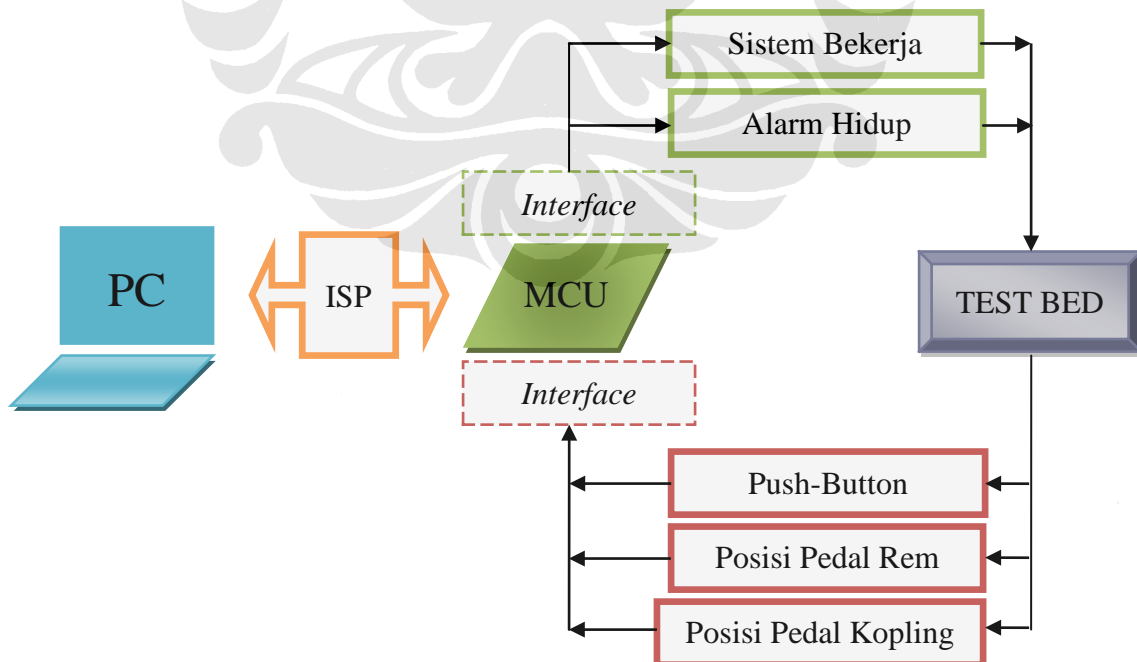 Sistem Bekerja
Alarm Hidup
Interface
PC
ISP
MCU
TEST BED
Interface
Push-Button
Posisi Pedal Rem
Posisi Pedal Kopling